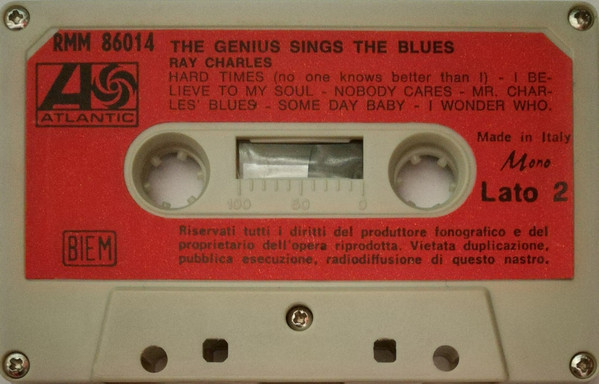 RMM 86014 THE GENIUS SINGS THE BLUES
RAY CHARLES
HARD TIMES (no one knows better than I) - I BE-
LIEVE TO MY SOUL - NOBODY CARES - MR. CHAR-
LES' BLUES - SOME DAY BABY - I WONDER WHO.
ATLANTIC
Made in Italy
Mono
Lato 2
100 50 0
BIEM
Riservati tutti i diritti del produttore fonografico e del
proprietario dell'opera riprodotta. Vietata duplicazione,
pubblica esecuzione, radiodiffusione di questo nastro.